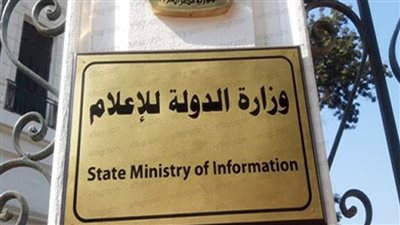 وزارة الدولة للإعلام
State Ministry of Information